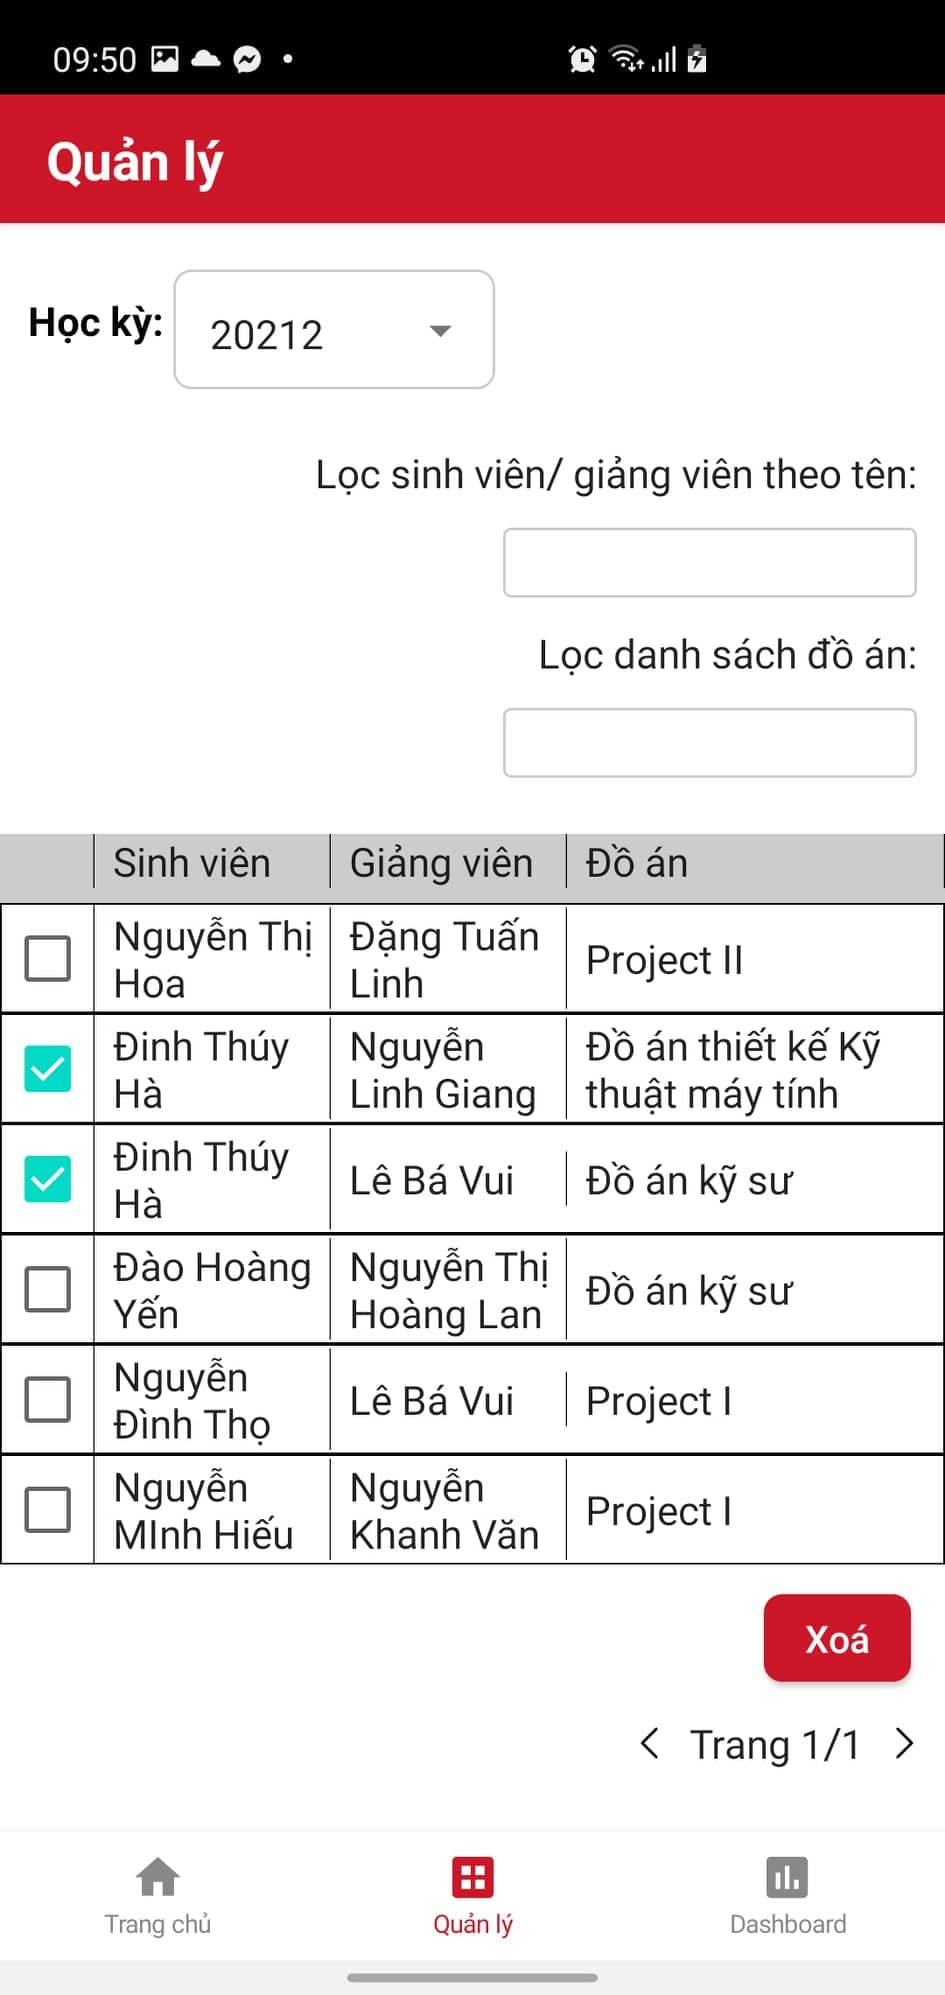 09:50
Quản lý
Học kỳ: 20212
Lọc sinh viên/ giảng viên theo tên:
Lọc danh sách đồ án:
Sinh viên Giảng viên Đồ án
Nguyễn Thị Đặng Tuấn
Hoa Linh Project II
Đinh Thúy Nguyễn Đồ án thiết kế Kỹ
Hà Linh Giang thuật máy tính
Đinh Thúy
Hà Lê Bá Vui Đồ án kỹ sư
Đào Hoàng Nguyễn Thị
Yến Hoàng Lan Đồ án kỹ sư
Nguyễn
Đình Thọ Lê Bá Vui Project I
Nguyễn Nguyễn
MInh Hiếu Khanh Văn Project I
Xoá
Trang 1/1
Trang chủ Quản lý Dashboard